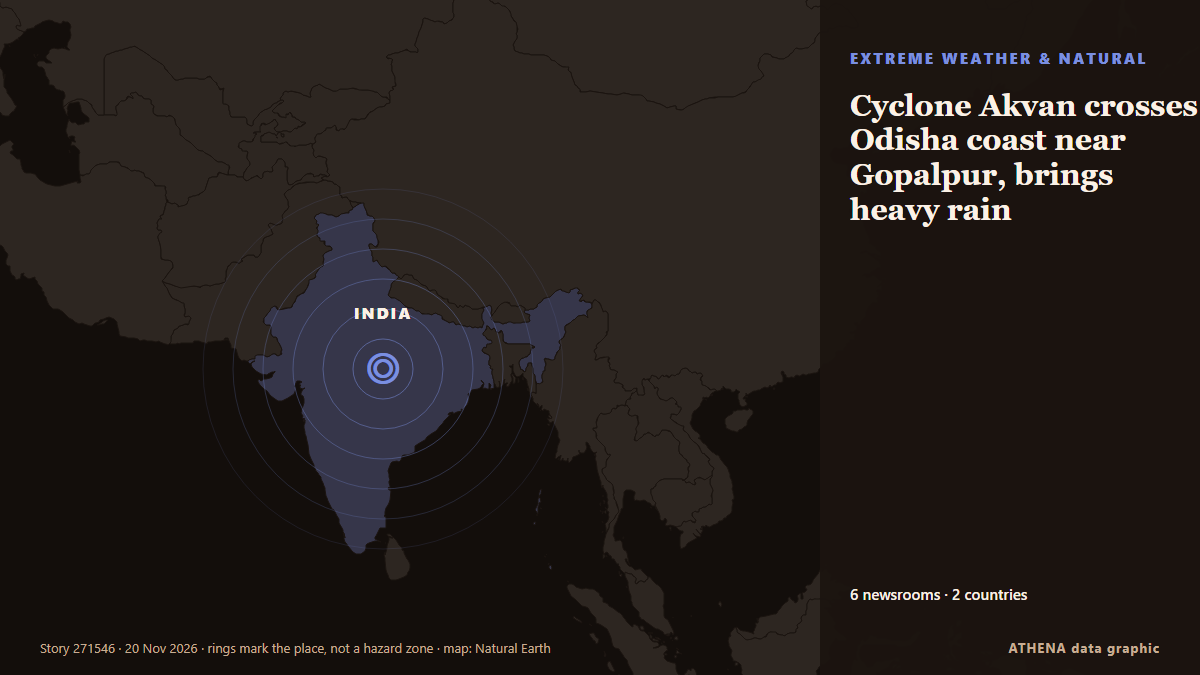 EXTREME WEATHER & NATURAL
Cyclone Akvan crosses
Odisha coast near
Gopalpur, brings
heavy rain
INDIA
6 newsrooms · 2 countries
Story 271546 · 20 Nov 2026 · rings mark the place, not a hazard zone · map: Natural Earth
ATHENA data graphic